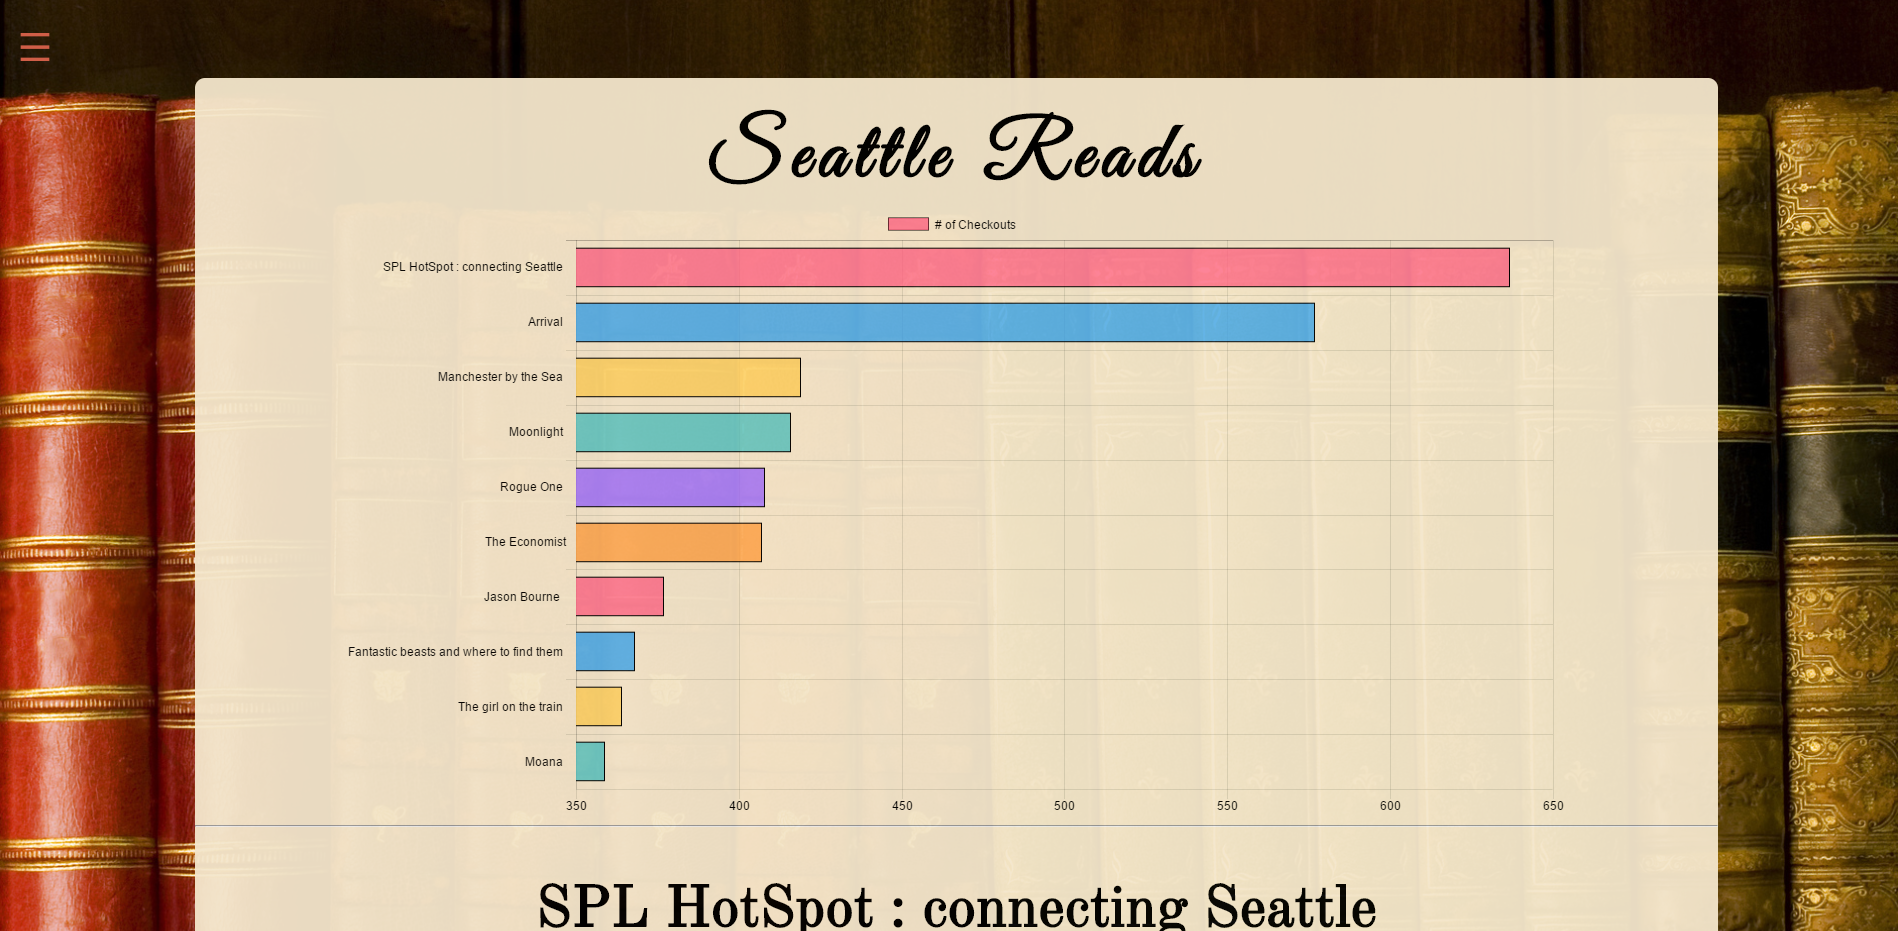 Seattle Reads
# of Checkouts
SPL HotSpot : connecting Seattle
Arrival
Manchester by the Sea
Moonlight
Rogue One
The Economist
Jason Bourne
Fantastic beasts and where to find them
The girl on the train
Moana
350 400 450 500 550 600 650
SPL HotSpot : connecting Seattle